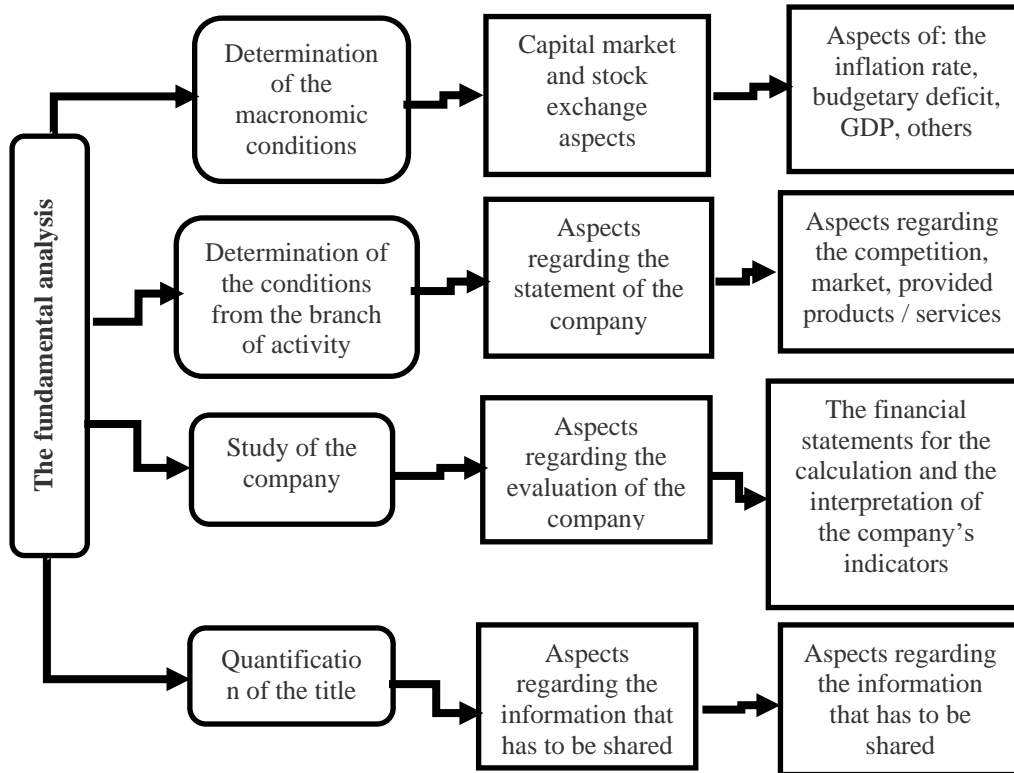 The fundamental analysis
Determination
of the
macronomic
conditions
Capital market
and stock
exchange
aspects
Aspects of: the
inflation rate,
budgetary deficit,
GDP, others
Determination of
the conditions
from the branch
of activity
Aspects
regarding the
statement of the
company
Aspects regarding
the competition,
market, provided
products / services
Study of the
company
Aspects
regarding the
evaluation of the
company
The financial
statements for the
calculation and the
interpretation of
the company’s
indicators
Quantificatio
n of the title
Aspects
regarding the
information that
has to be shared
Aspects regarding
the information
that has to be
shared